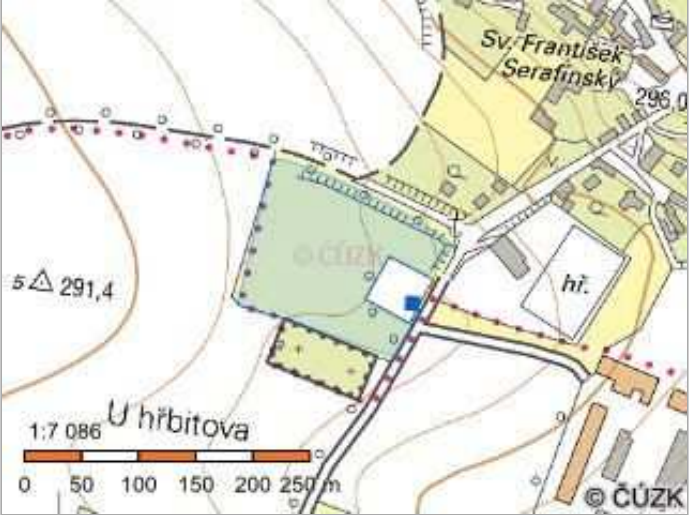 Sv. František
Serafínský
296,0
© ČÚZK
hř.
s 291,4
U hřbitova
1:7 086
0 50 100 150 200 250 m
© ČÚZK